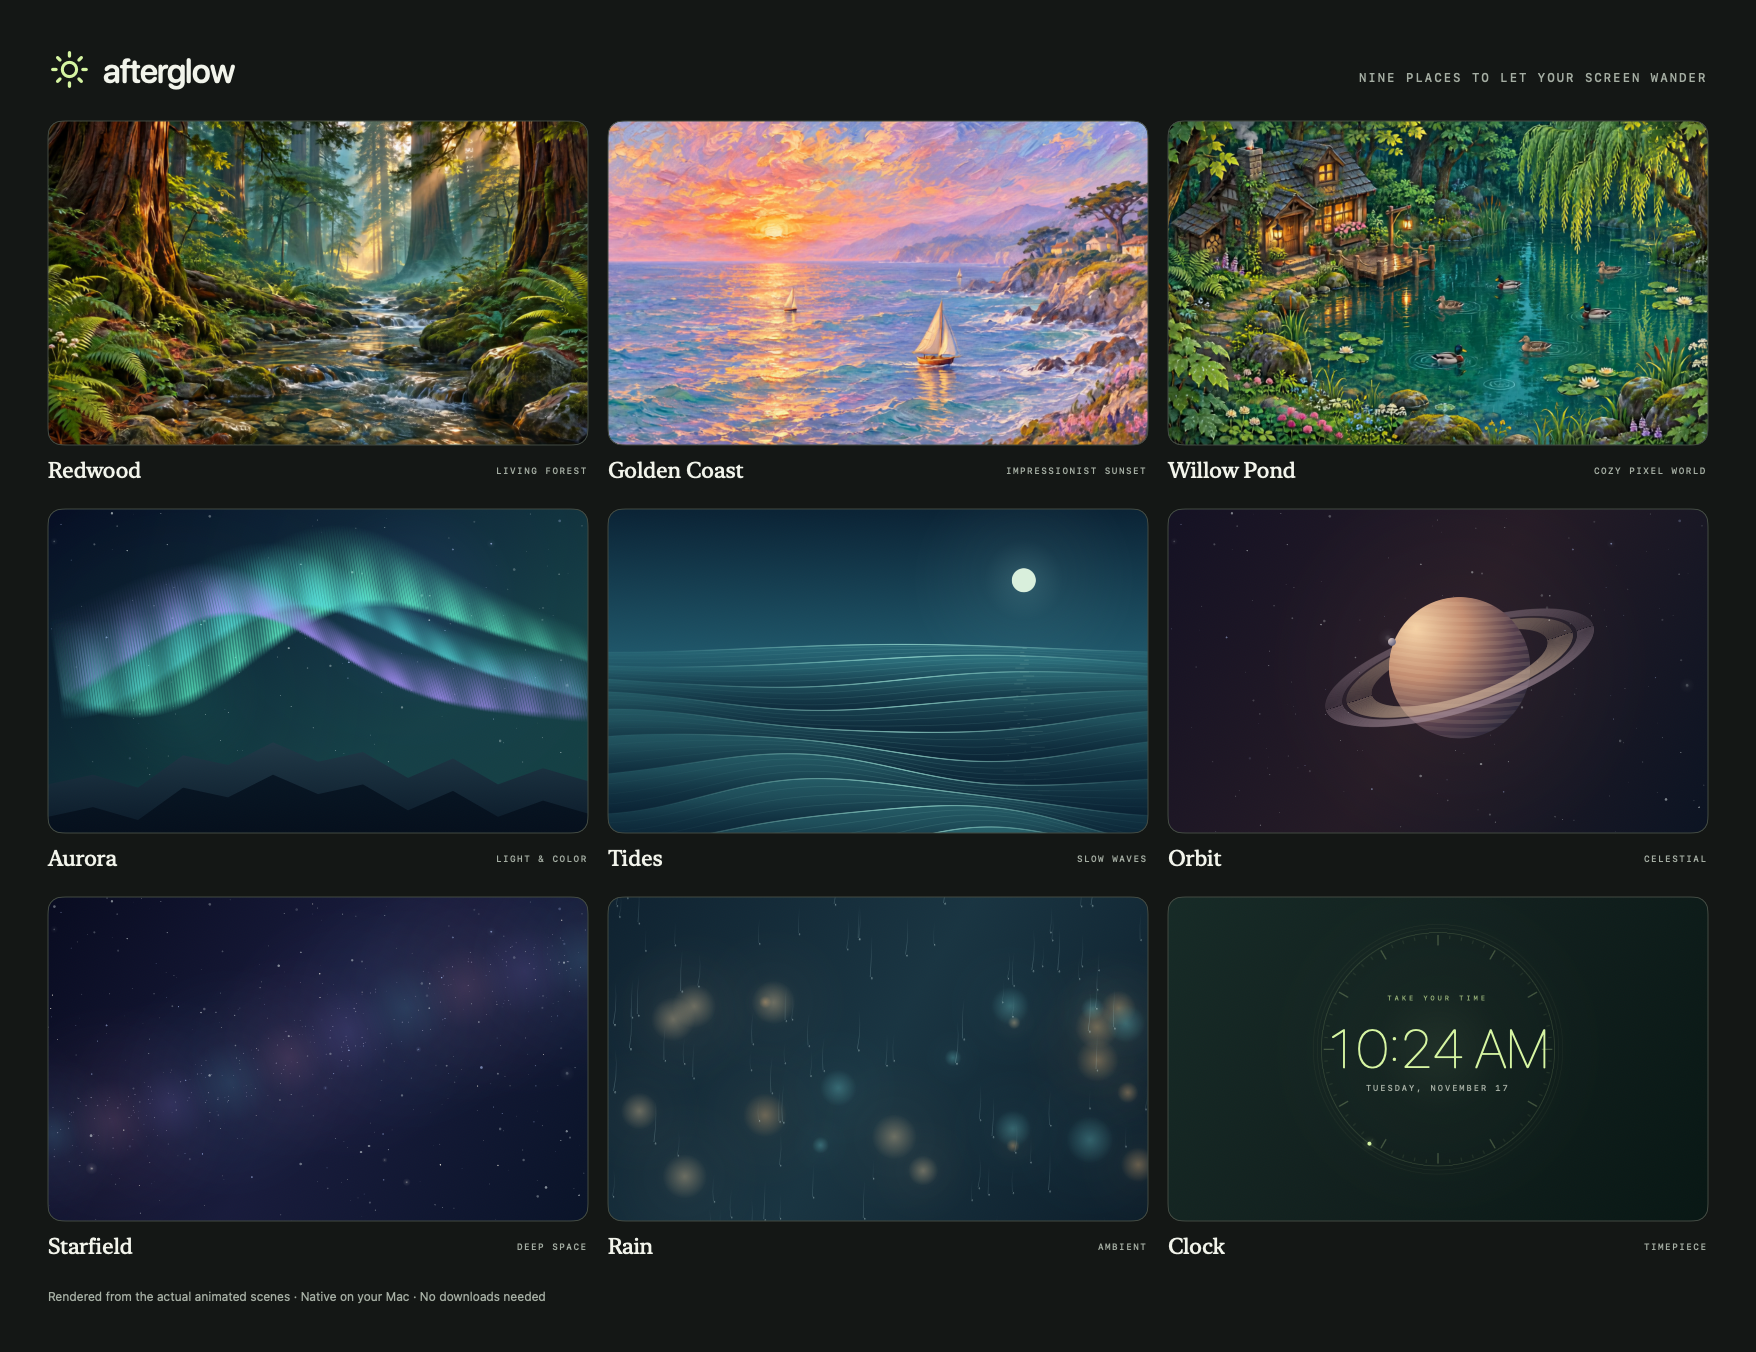 afterglow
NINE PLACES TO LET YOUR SCREEN WANDER
Redwood
LIVING FOREST
Golden Coast
IMPRESSIONIST SUNSET
Willow Pond
COZY PIXEL WORLD
Aurora
LIGHT & COLOR
Tides
SLOW WAVES
Orbit
CELESTIAL
TAKE YOUR TIME
10:24 AM
TUESDAY, NOVEMBER 17
Starfield
DEEP SPACE
Rain
AMBIENT
Clock
TIMEPIECE
Rendered from the actual animated scenes · Native on your Mac · No downloads needed